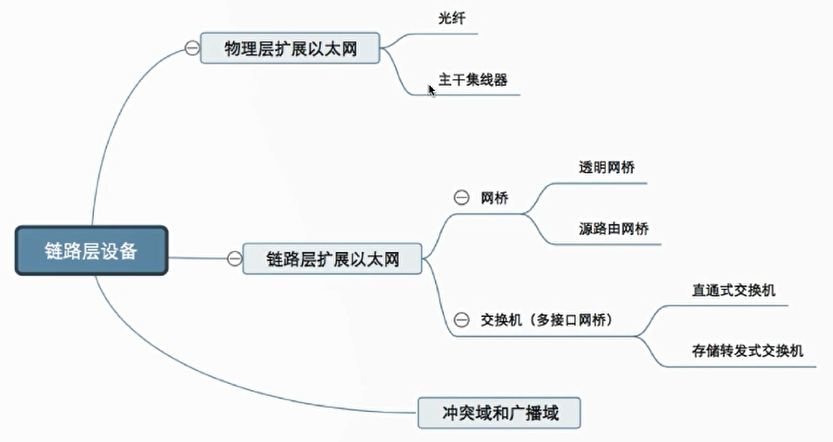 光纤
物理层扩展以太网
主干集线器
透明网桥
网桥
源路由网桥
链路层设备
链路层扩展以太网
直通式交换机
交换机（多接口网桥）
存储转发式交换机
冲突域和广播域